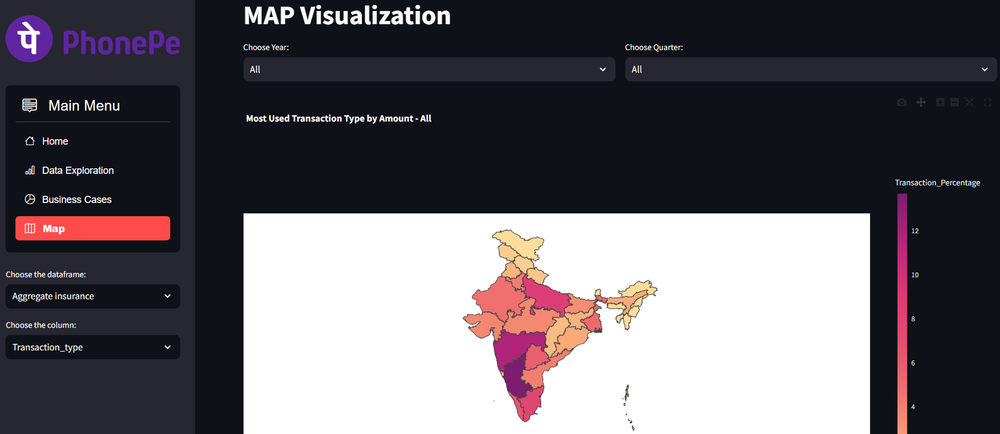 पे PhonePe
Main Menu
Home
Data Exploration
Business Cases
Map
Choose the dataframe:
Aggregate insurance
Choose the column:
Transaction_type
MAP Visualization
Choose Year:
All
Choose Quarter:
All
Most Used Transaction Type by Amount - All
Transaction_Percentage
12
10
8
6
4